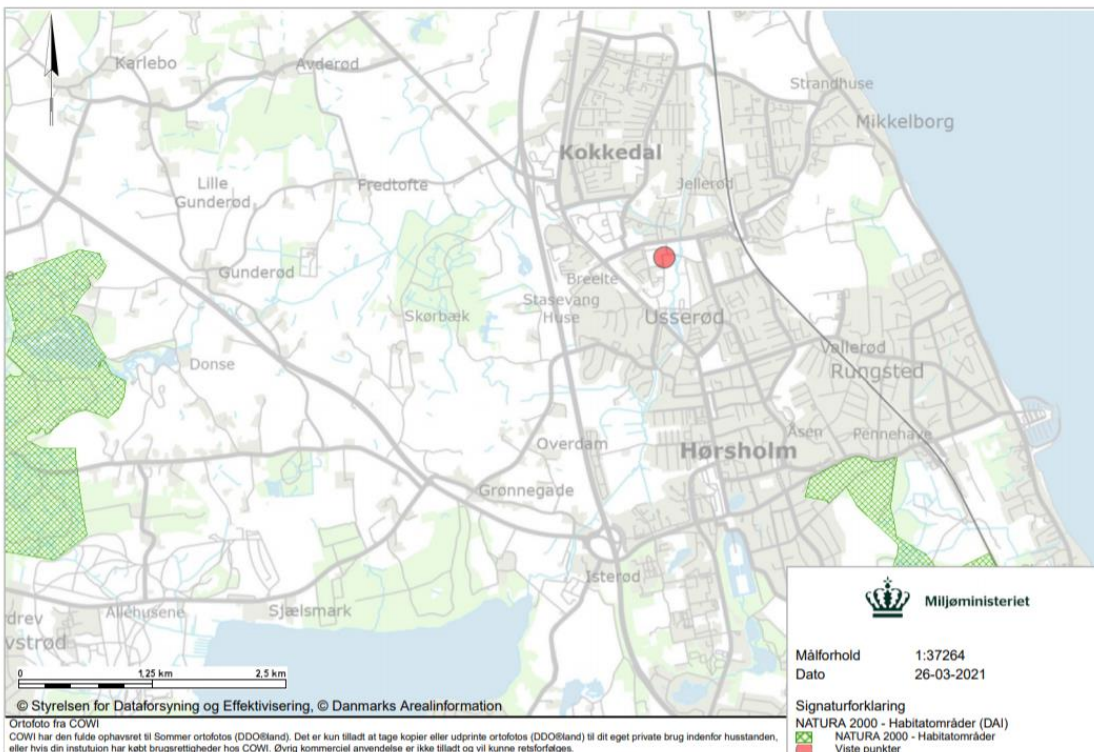 Karlebo
Avderød
Strandhuse
Mikkelborg
Kokkedal
Lille
Gunderød
Fredtofte
Jellerød
Gunderød
Breelte
Stasevang
Huse
Skørbæk
Usserød
Donse
Vallerød
Rungsted
Overdam
Åsen
Pennehave
Hørsholm
Grønnegade
Isterød
Allehusene
Sjælsmark
drev
vstrød
0 1,25 km 2,5 km
© Styrelsen for Dataforsyning og Effektivisering, © Danmarks Arealinformation
Ortofoto fra COWI
COWI har den fulde ophavsret til Sommer ortofotos (DDO®land). Det er kun tilladt at tage kopier eller udprinte ortofotos (DDO®land) til dit eget private brug indenfor husstanden,
eller hvis din instutuion har købt brugsrettigheder hos COWI. Øvrig kommerciel anvendelse er ikke tilladt og vil kunne retsforfølges.
Miljøministeriet
Målforhold 1:37264
Dato 26-03-2021
Signaturforklaring
NATURA 2000 - Habitatområder (DAI)
NATURA 2000 - Habitatområder
Viste punkter